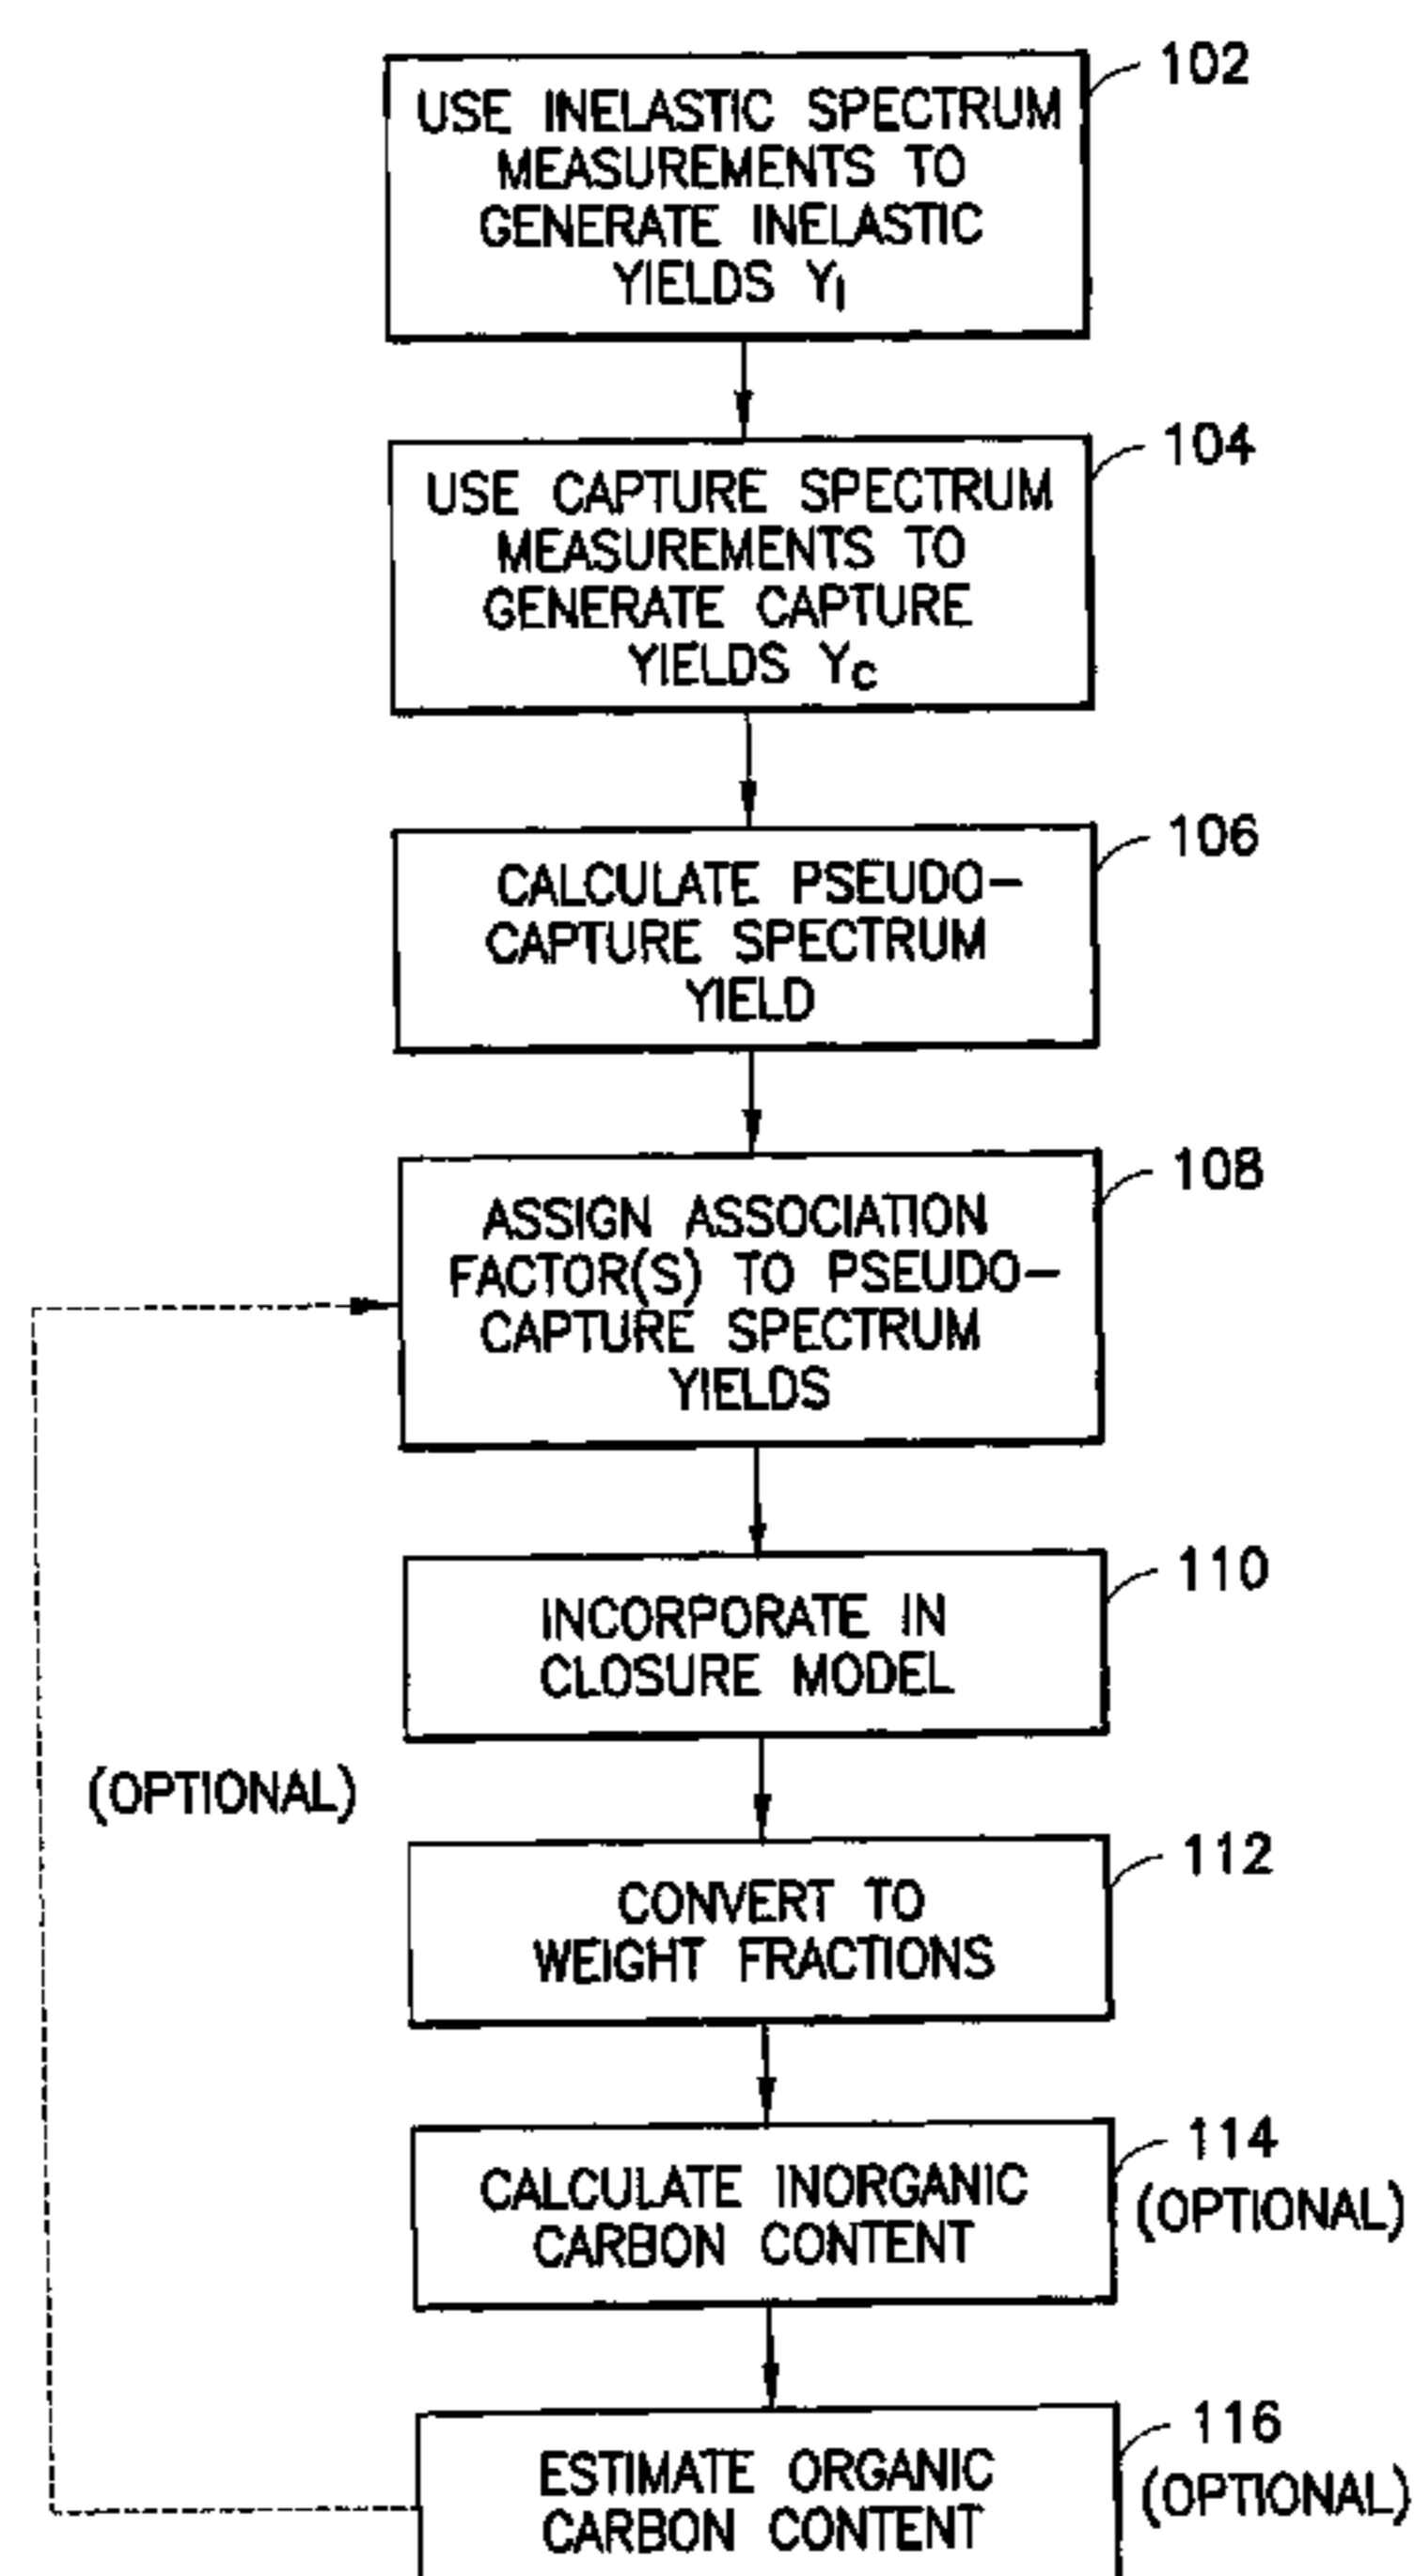 102
USE INELASTIC SPECTRUM
MEASUREMENTS TO
GENERATE INELASTIC
YIELDS YI
104
USE CAPTURE SPECTRUM
MEASUREMENTS TO
GENERATE CAPTURE
YIELDS YC
106
CALCULATE PSEUDO-
CAPTURE SPECTRUM
YIELD
108
ASSIGN ASSOCIATION
FACTOR(S) TO PSEUDO-
CAPTURE SPECTRUM
YIELDS
110
INCORPORATE IN
CLOSURE MODEL
(OPTIONAL)
112
CONVERT TO
WEIGHT FRACTIONS
114
(OPTIONAL)
CALCULATE INORGANIC
CARBON CONTENT
116
(OPTIONAL)
ESTIMATE ORGANIC
CARBON CONTENT